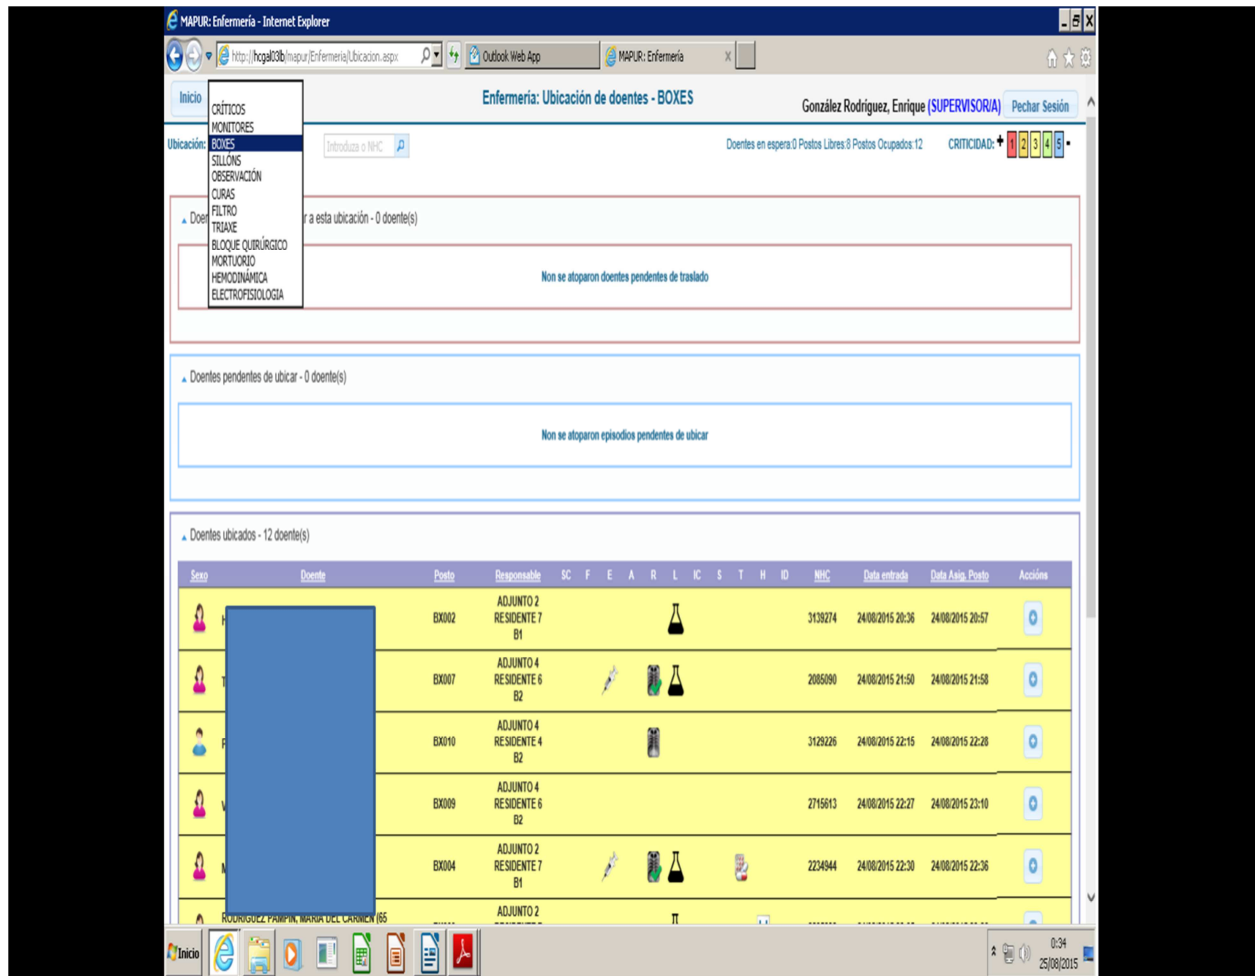 MAPUR: Enfermería - Internet Explorer
http://hcgal03b/mapur/Enfermeria/Ubicacion.aspx
Outlook Web App
MAPUR: Enfermería
Inicio
Enfermería: Ubicación de doentes - BOXES
González Rodríguez, Enrique (SUPERVISOR/A)
Pechar Sesión
Ubicación:
CRÍTICOS
MONITORES
BOXES
SILLÓNS
OBSERVACIÓN
CURAS
FILTRO
TRIAXE
BLOQUE QUIRÚRGICO
MORTUORIO
HEMODINÁMICA
ELECTROFISIOLOGIA
Introduza o NHC
Doentes en espera:0 Postos Libres:8 Postos Ocupados:12
CRITICIDAD: + 1 2 3 4 5 -
Doen
r a esta ubicación - 0 doente(s)
Non se atoparon doentes pendentes de traslado
Doentes pendentes de ubicar - 0 doente(s)
Non se atoparon episodios pendentes de ubicar
Doentes ubicados - 12 doente(s)
Sexo Doente Posto Responsable SC F E A R L IC S T H ID NHC Data entrada Data Asig. Posto Accións
ADJUNTO 2
H BX002 RESIDENTE 7 3139274 24/08/2015 20:36 24/08/2015 20:57
B1
ADJUNTO 4
T BX007 RESIDENTE 6 2085090 24/08/2015 21:50 24/08/2015 21:58
B2
ADJUNTO 4
F BX010 RESIDENTE 4 3129226 24/08/2015 22:15 24/08/2015 22:28
B2
ADJUNTO 4
V BX009 RESIDENTE 6 2715613 24/08/2015 22:27 24/08/2015 23:10
B2
ADJUNTO 2
M BX004 RESIDENTE 7 2234944 24/08/2015 22:30 24/08/2015 22:36
B1
RODRIGUEZ PAMPIN, MARIA DEL CARMEN (65
ADJUNTO 2
Inicio
0:34
25/08/2015